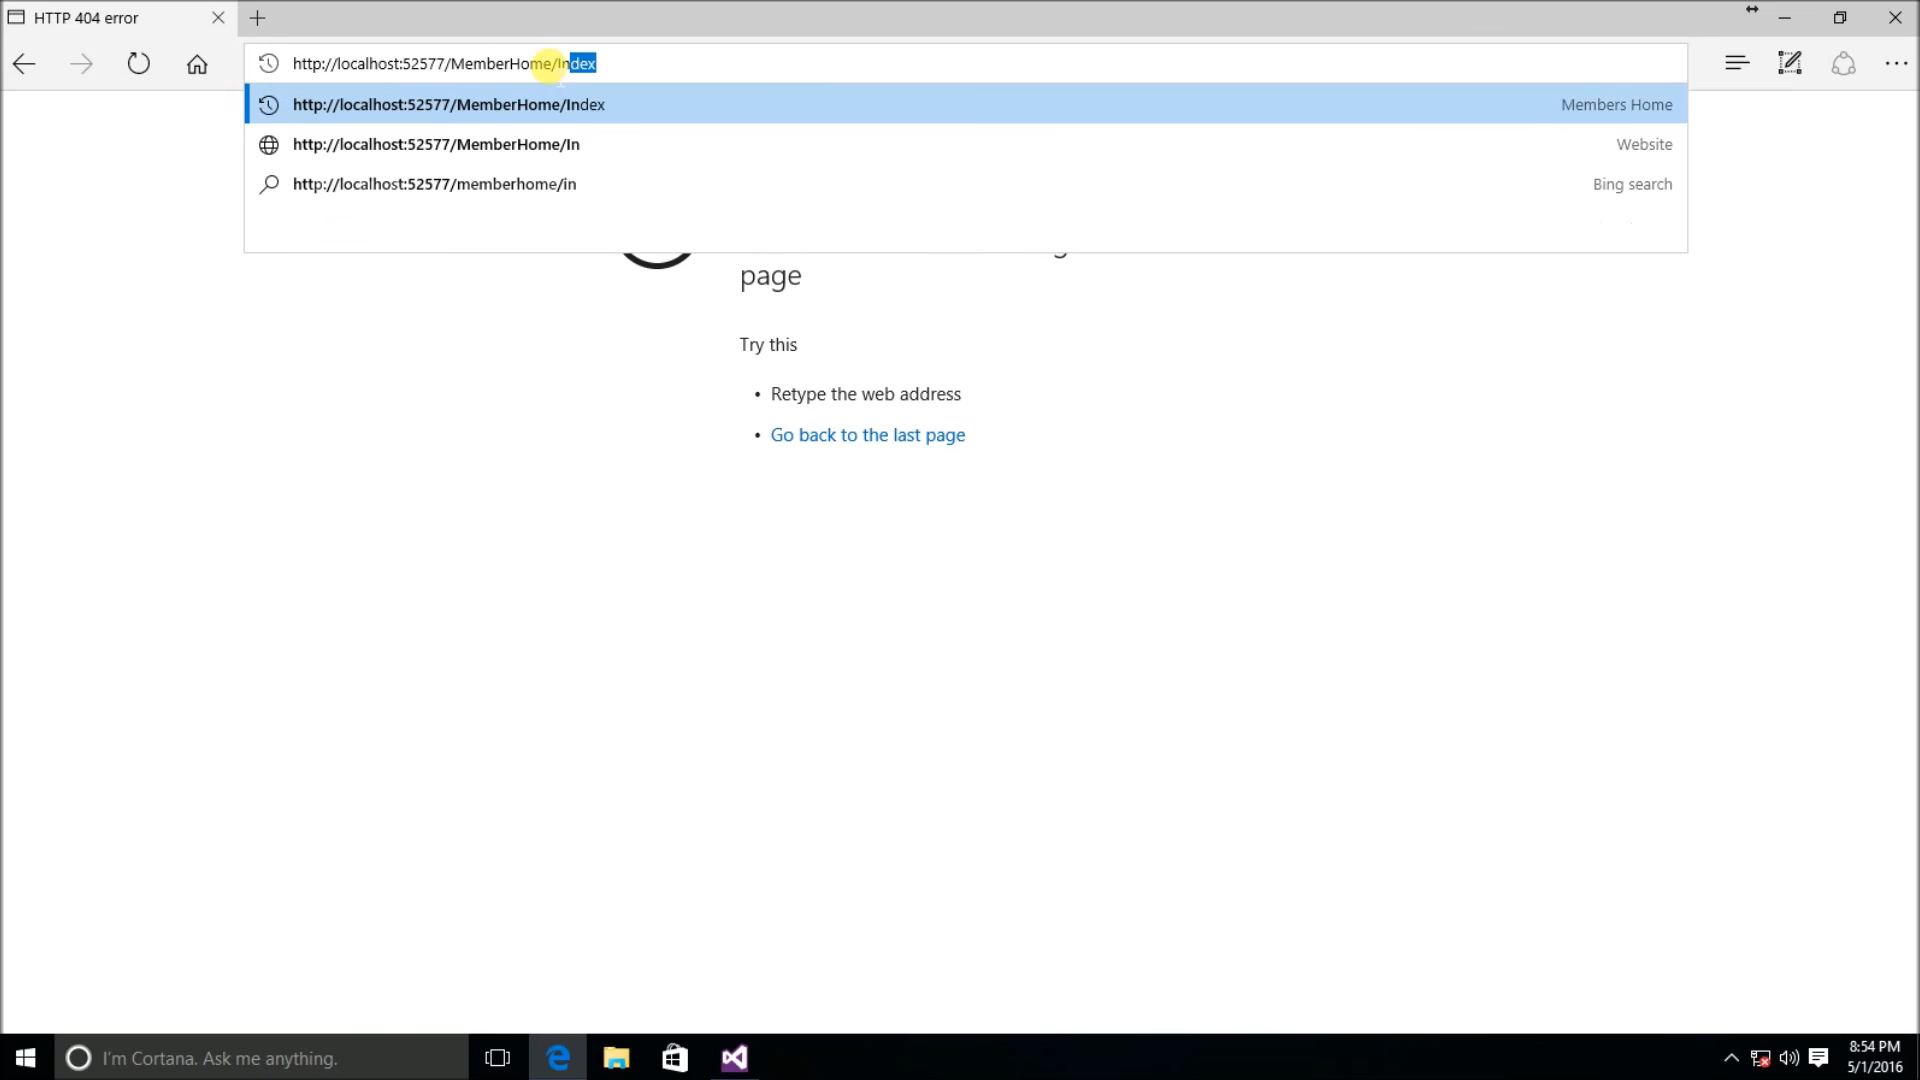 HTTP 404 error
http://localhost:52577/MemberHome/Index
http://localhost:52577/MemberHome/Index Members Home
http://localhost:52577/MemberHome/In Website
http://localhost:52577/memberhome/in Bing search
page
Try this
• Retype the web address
• Go back to the last page
I'm Cortana. Ask me anything.
8:54 PM
5/1/2016